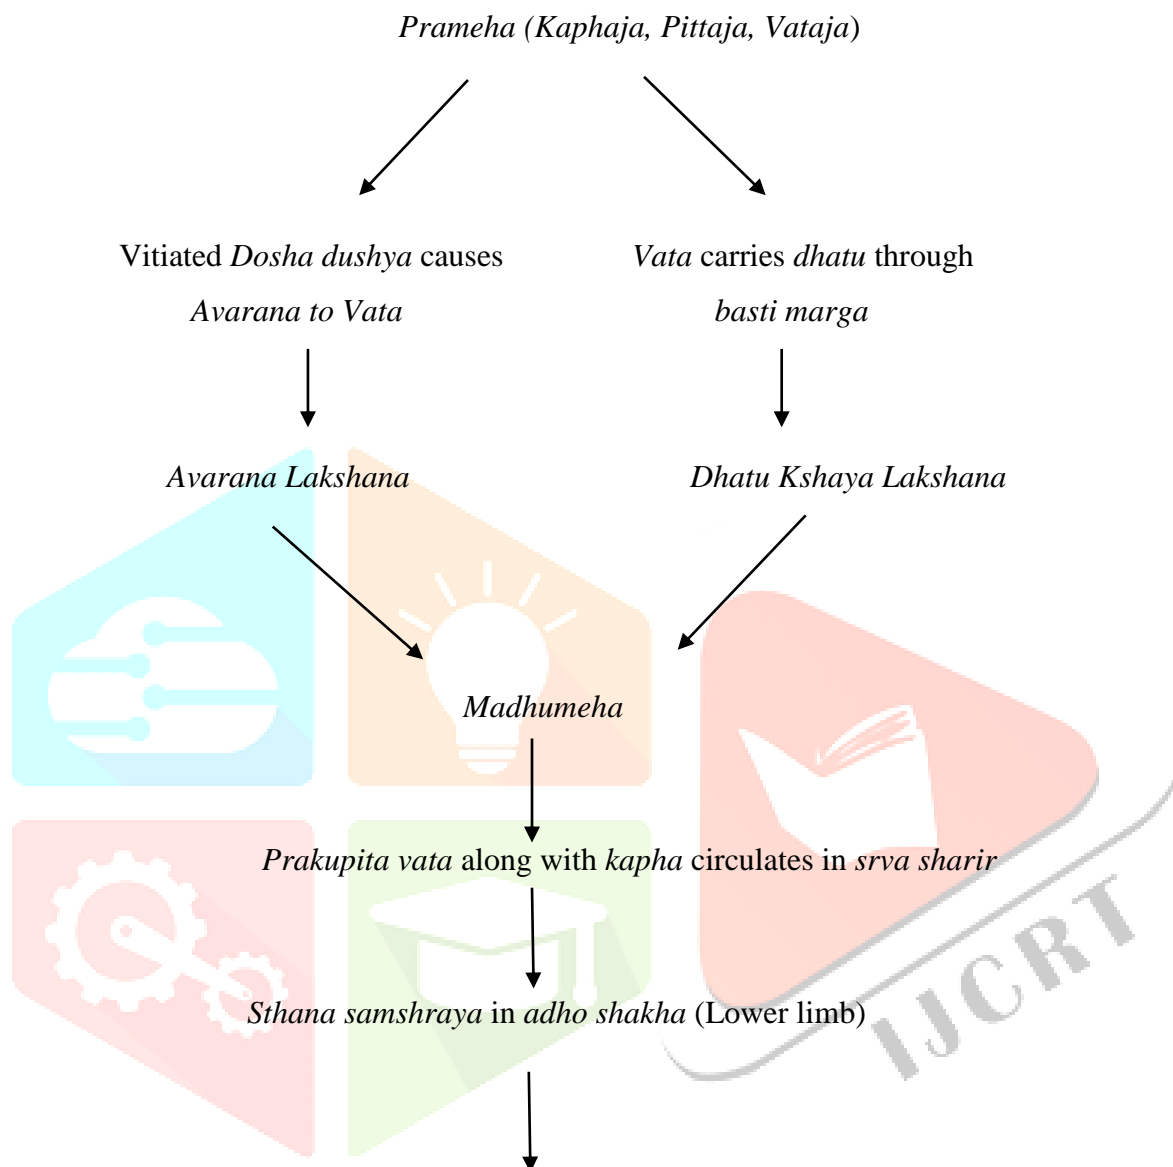 Prameha (Kaphaja, Pittaja, Vataja)
Vitiated Dosha dushya causes
Avarana to Vata
Vata carries dhatu through
basti marga
Avarana Lakshana
Dhatu Kshaya Lakshana
Madhumeha
Prakupita vata along with kapha circulates in srva sharir
Sthana samshraya in adho shakha (Lower limb)
IJCRT